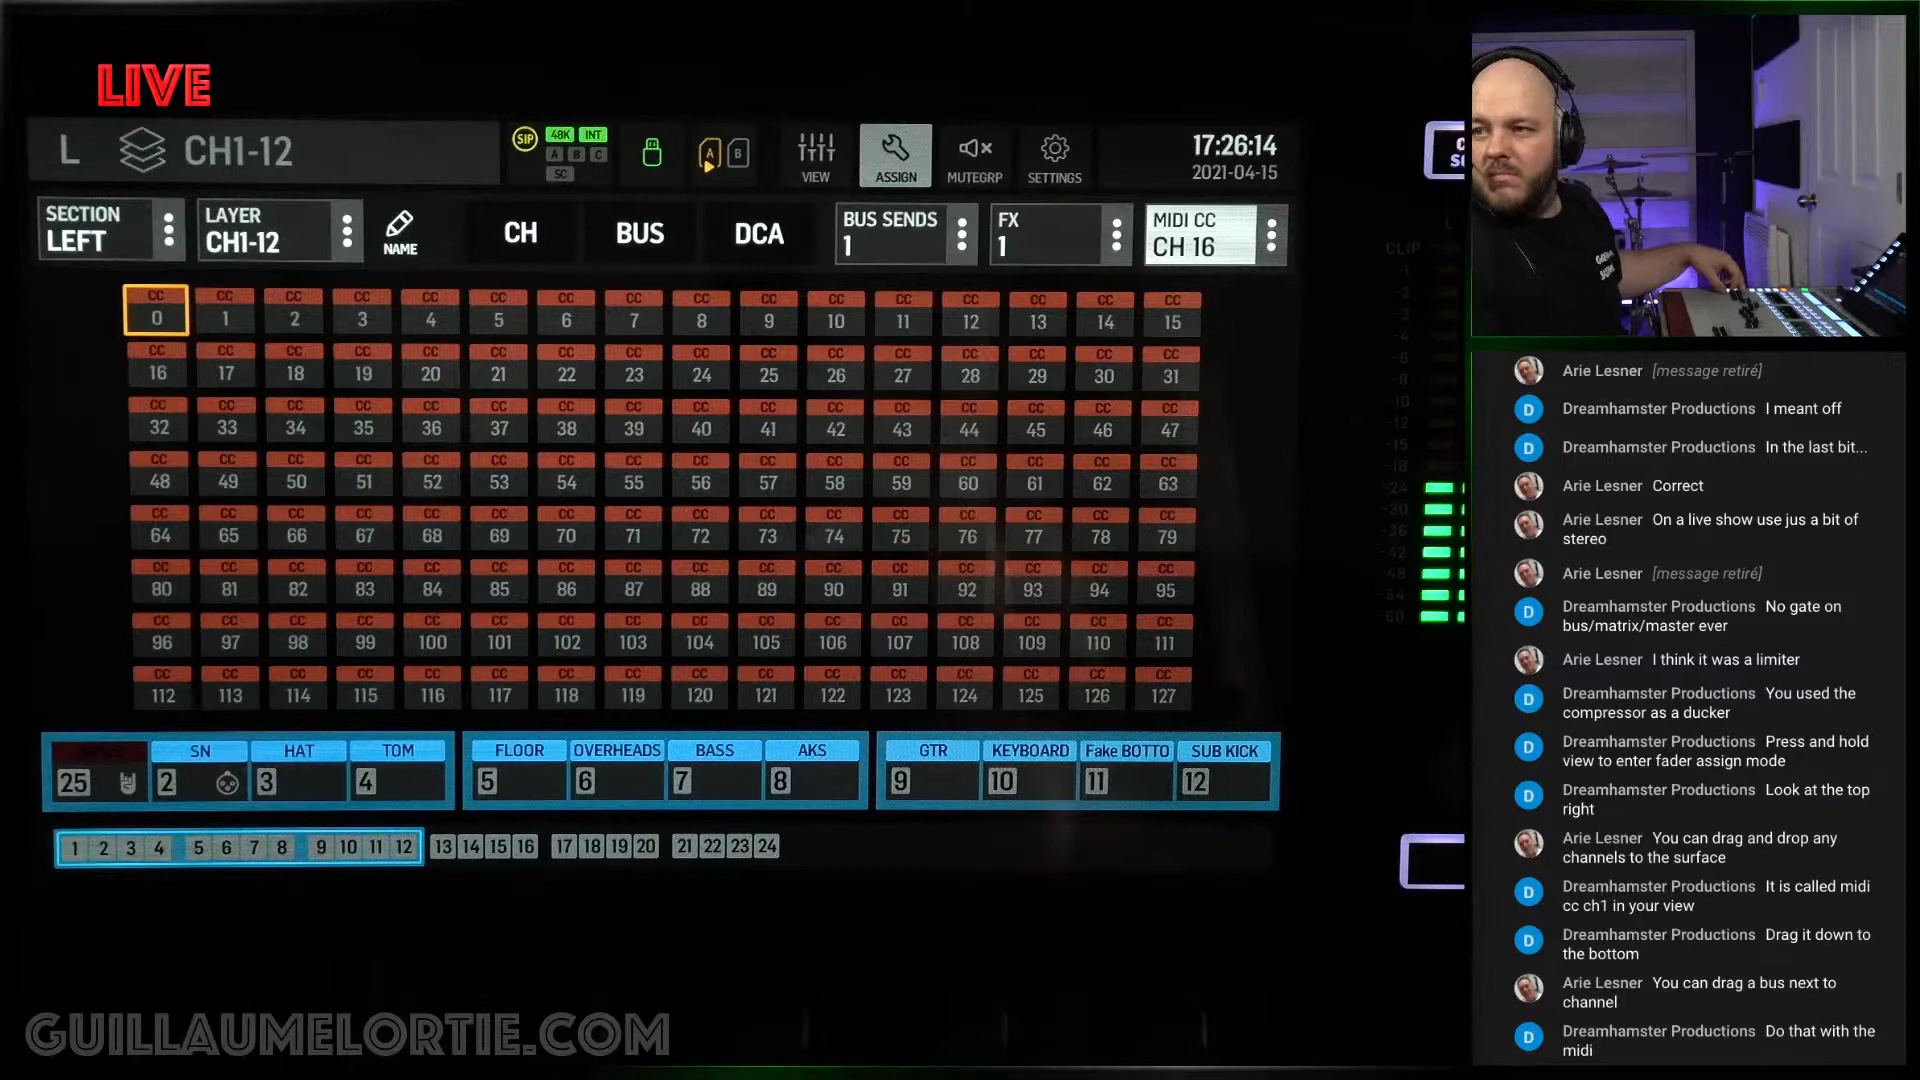 LIVE
L CH1-12
SIP 48K INT
A B C
SC
A B
VIEW
ASSIGN
MUTEGRP
SETTINGS
17:26:14
2021-04-15
SECTION
LEFT
LAYER
CH1-12
NAME
CH
BUS
DCA
BUS SENDS
1
FX
1
MIDI CC
CH 16
CC CC CC CC CC CC CC CC CC CC CC CC CC CC CC CC
0 1 2 3 4 5 6 7 8 9 10 11 12 13 14 15
CC CC CC CC CC CC CC CC CC CC CC CC CC CC CC CC
16 17 18 19 20 21 22 23 24 25 26 27 28 29 30 31
CC CC CC CC CC CC CC CC CC CC CC CC CC CC CC CC
32 33 34 35 36 37 38 39 40 41 42 43 44 45 46 47
CC CC CC CC CC CC CC CC CC CC CC CC CC CC CC CC
48 49 50 51 52 53 54 55 56 57 58 59 60 61 62 63
CC CC CC CC CC CC CC CC CC CC CC CC CC CC CC CC
64 65 66 67 68 69 70 71 72 73 74 75 76 77 78 79
CC CC CC CC CC CC CC CC CC CC CC CC CC CC CC CC
80 81 82 83 84 85 86 87 88 89 90 91 92 93 94 95
CC CC CC CC CC CC CC CC CC CC CC CC CC CC CC CC
96 97 98 99 100 101 102 103 104 105 106 107 108 109 110 111
CC CC CC CC CC CC CC CC CC CC CC CC CC CC CC CC
112 113 114 115 116 117 118 119 120 121 122 123 124 125 126 127
SN HAT TOM FLOOR OVERHEADS BASS AKS GTR KEYBOARD Fake BOTTO SUB KICK
25 2 3 4 5 6 7 8 9 10 11 12
1 2 3 4 5 6 7 8 9 10 11 12 13 14 15 16 17 18 19 20 21 22 23 24
CLIP
-24
-30
-36
-42
-48
-54
-60
GUILLAUMELORTIE.COM
Arie Lesner [message retiré]
D Dreamhamster Productions I meant off
D Dreamhamster Productions In the last bit...
Arie Lesner Correct
Arie Lesner On a live show use jus a bit of
stereo
Arie Lesner [message retiré]
D Dreamhamster Productions No gate on
bus/matrix/master ever
Arie Lesner I think it was a limiter
D Dreamhamster Productions You used the
compressor as a ducker
D Dreamhamster Productions Press and hold
view to enter fader assign mode
D Dreamhamster Productions Look at the top
right
Arie Lesner You can drag and drop any
channels to the surface
D Dreamhamster Productions It is called midi
cc ch1 in your view
D Dreamhamster Productions Drag it down to
the bottom
Arie Lesner You can drag a bus next to
channel
D Dreamhamster Productions Do that with the
midi